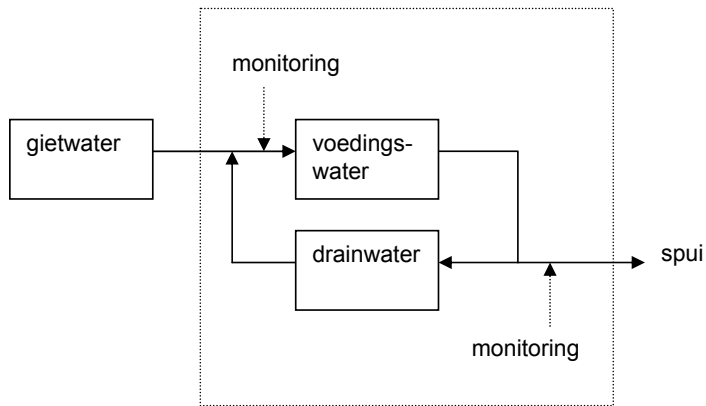 monitoring
gietwater
voedings-
water
drainwater
spui
monitoring